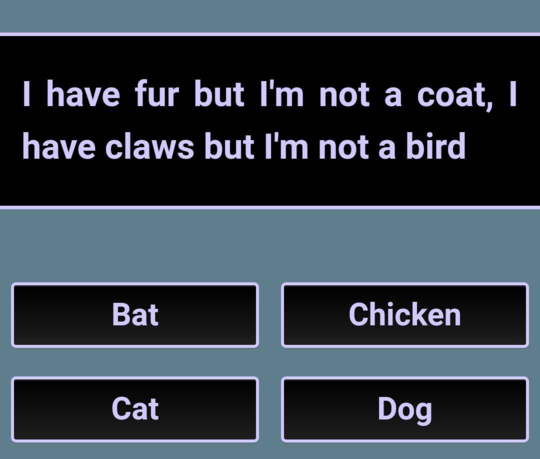 I have fur but I'm not a coat, I
have claws but I'm not a bird
Bat
Chicken
Cat
Dog